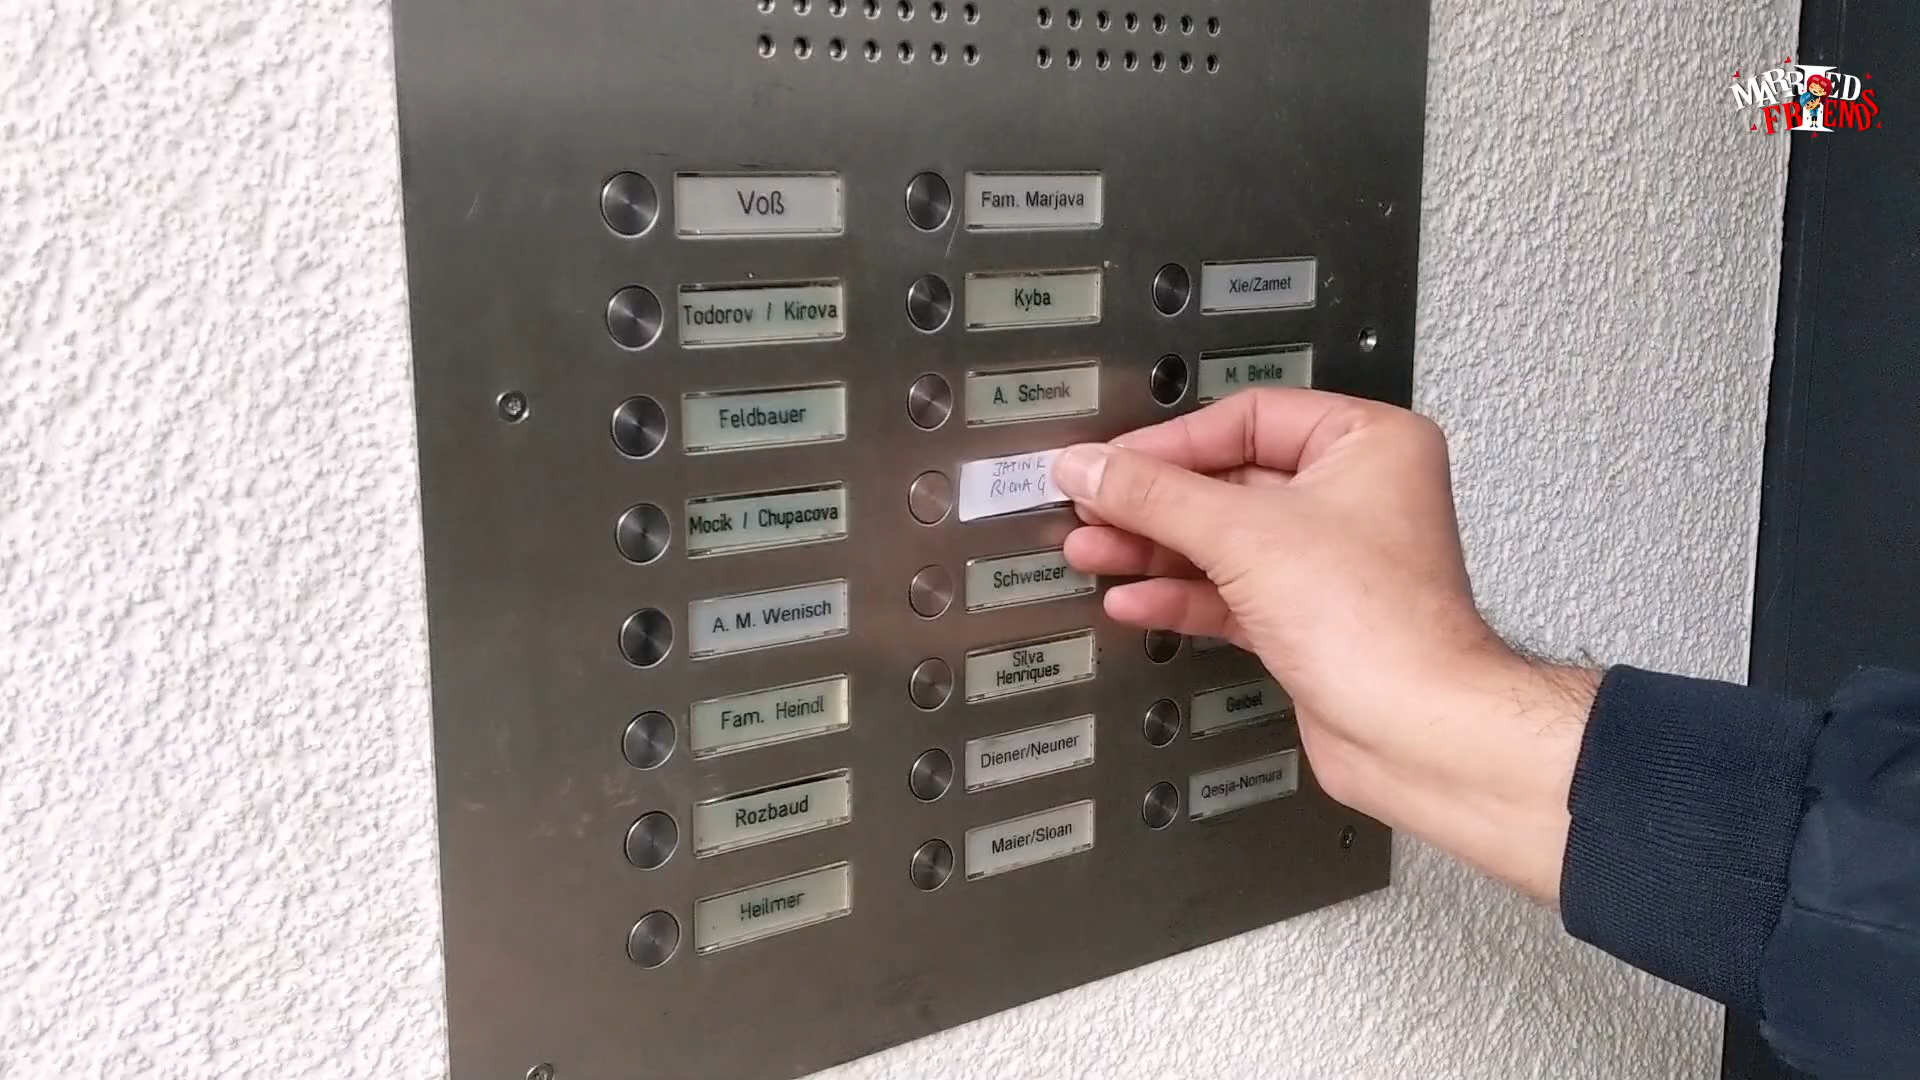 MARRIED
FRIENDS
Voß
Todorov / Kirova
Feldbauer
Mocik / Chupacova
A. M. Wenisch
Fam. Heindl
Rozbaud
Heilmer
Fam. Marjava
Kyba
A. Schenk
JATIN K
RICHA G
Schweizer
Silva
Henriques
Diener/Neuner
Maier/Sloan
Xie/Zamet
M. Birkle
Geibel
Qesja-Nomura